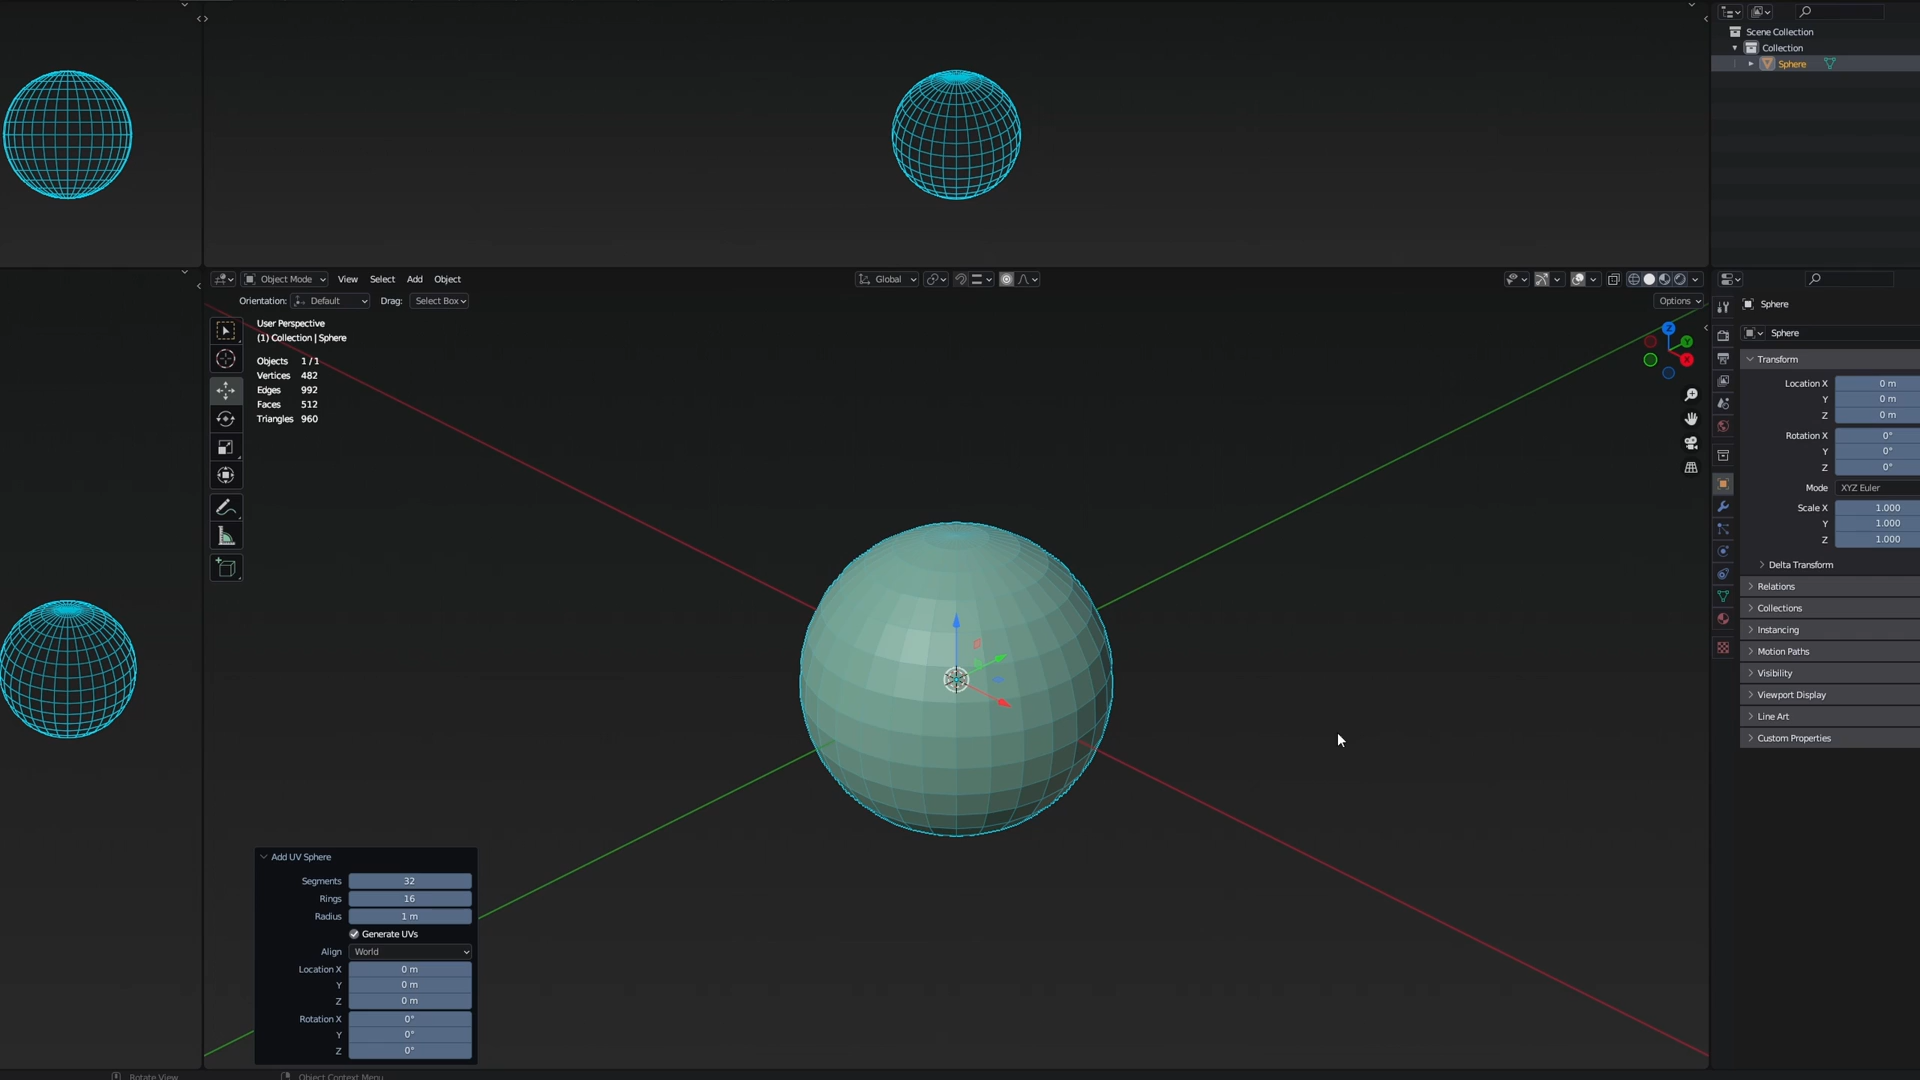 Scene Collection
Collection
Sphere
Object Mode View Select Add Object
Global
Orientation: Default Drag: Select Box
Options
User Perspective
(1) Collection | Sphere
Objects 1 / 1
Vertices 482
Edges 992
Faces 512
Triangles 960
Z
Y
X
Sphere
Sphere
Transform
Location X 0 m
Y 0 m
Z 0 m
Rotation X 0°
Y 0°
Z 0°
Mode XYZ Euler
Scale X 1.000
Y 1.000
Z 1.000
Delta Transform
Relations
Collections
Instancing
Motion Paths
Visibility
Viewport Display
Line Art
Custom Properties
Add UV Sphere
Segments 32
Rings 16
Radius 1 m
Generate UVs
Align World
Location X 0 m
Y 0 m
Z 0 m
Rotation X 0°
Y 0°
Z 0°
Rotate View
Object Context Menu